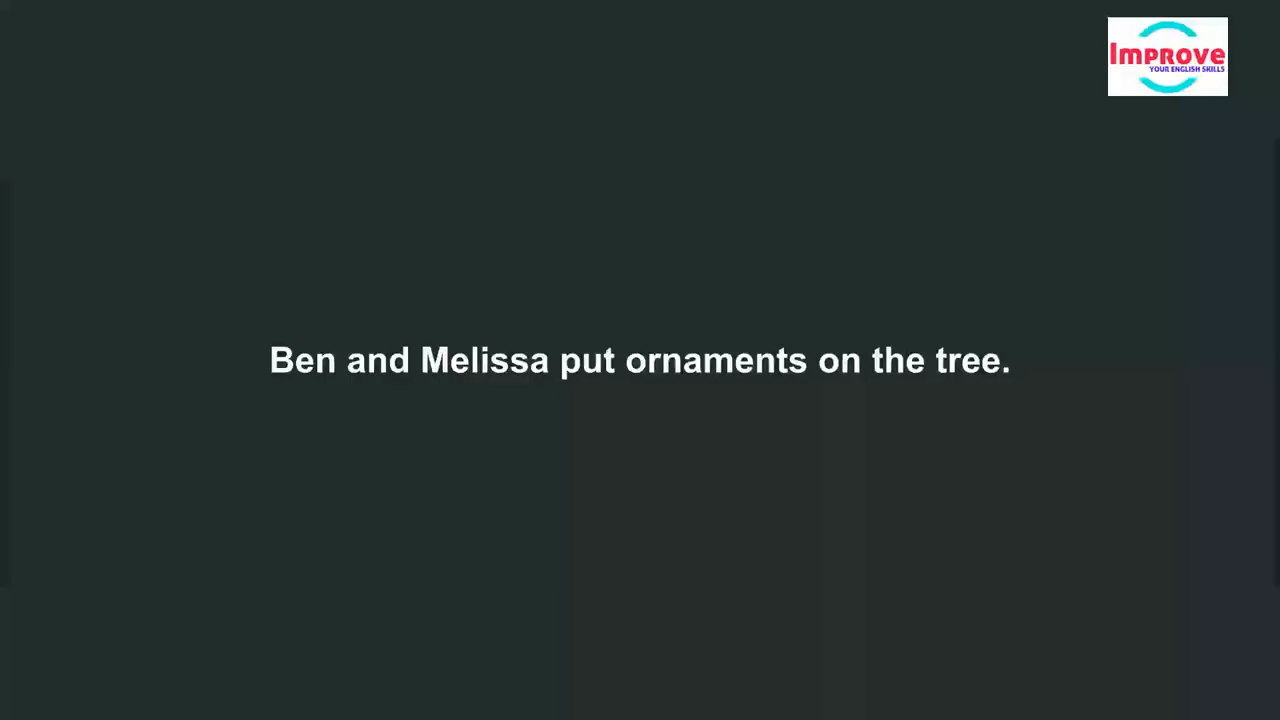 Improve
YOUR ENGLISH SKILLS
Ben and Melissa put ornaments on the tree.